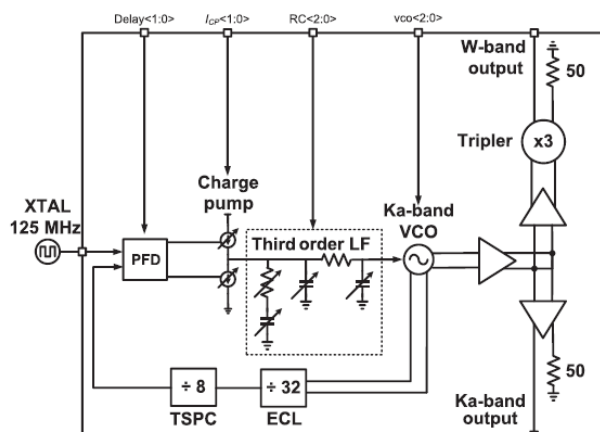 Delay<1:0>
I_CP<1:0>
RC<2:0>
vco<2:0>
W-band
output
50
Tripler
x3
Charge
pump
Ka-band
VCO
XTAL
125 MHz
PFD
Third order LF
÷ 8
÷ 32
TSPC
ECL
50
Ka-band
output